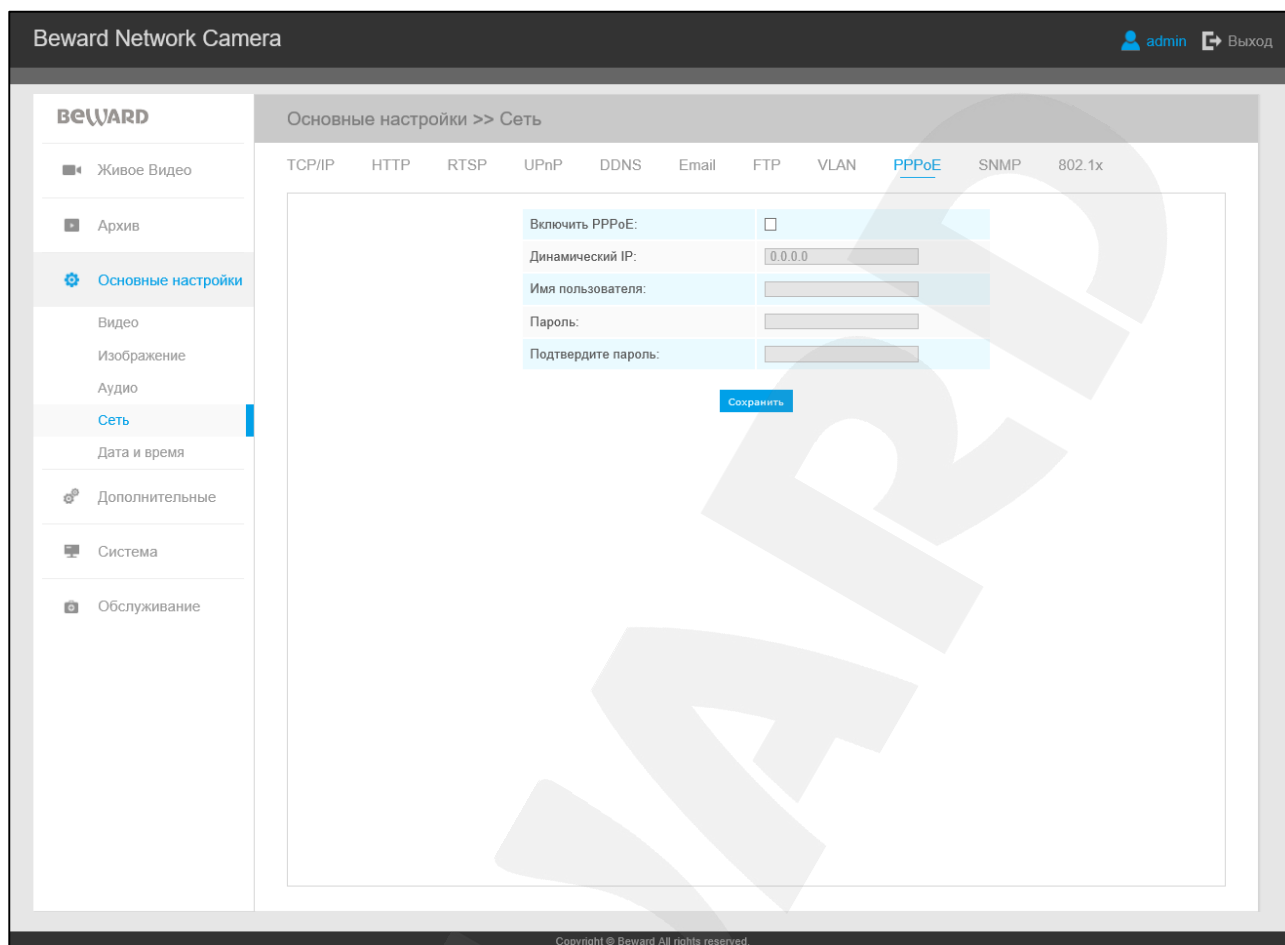 Beward Network Camera
admin Выход
BEWARD
Основные настройки >> Сеть
Живое Видео
Архив
Основные настройки
Видео
Изображение
Аудио
Сеть
Дата и время
Дополнительные
Система
Обслуживание
TCP/IP HTTP RTSP UPnP DDNS Email FTP VLAN PPPoE SNMP 802.1x
Включить PPPoE:
Динамический IP: 0.0.0.0
Имя пользователя:
Пароль:
Подтвердите пароль:
Сохранить
WARD
Copyright © Beward All rights reserved.